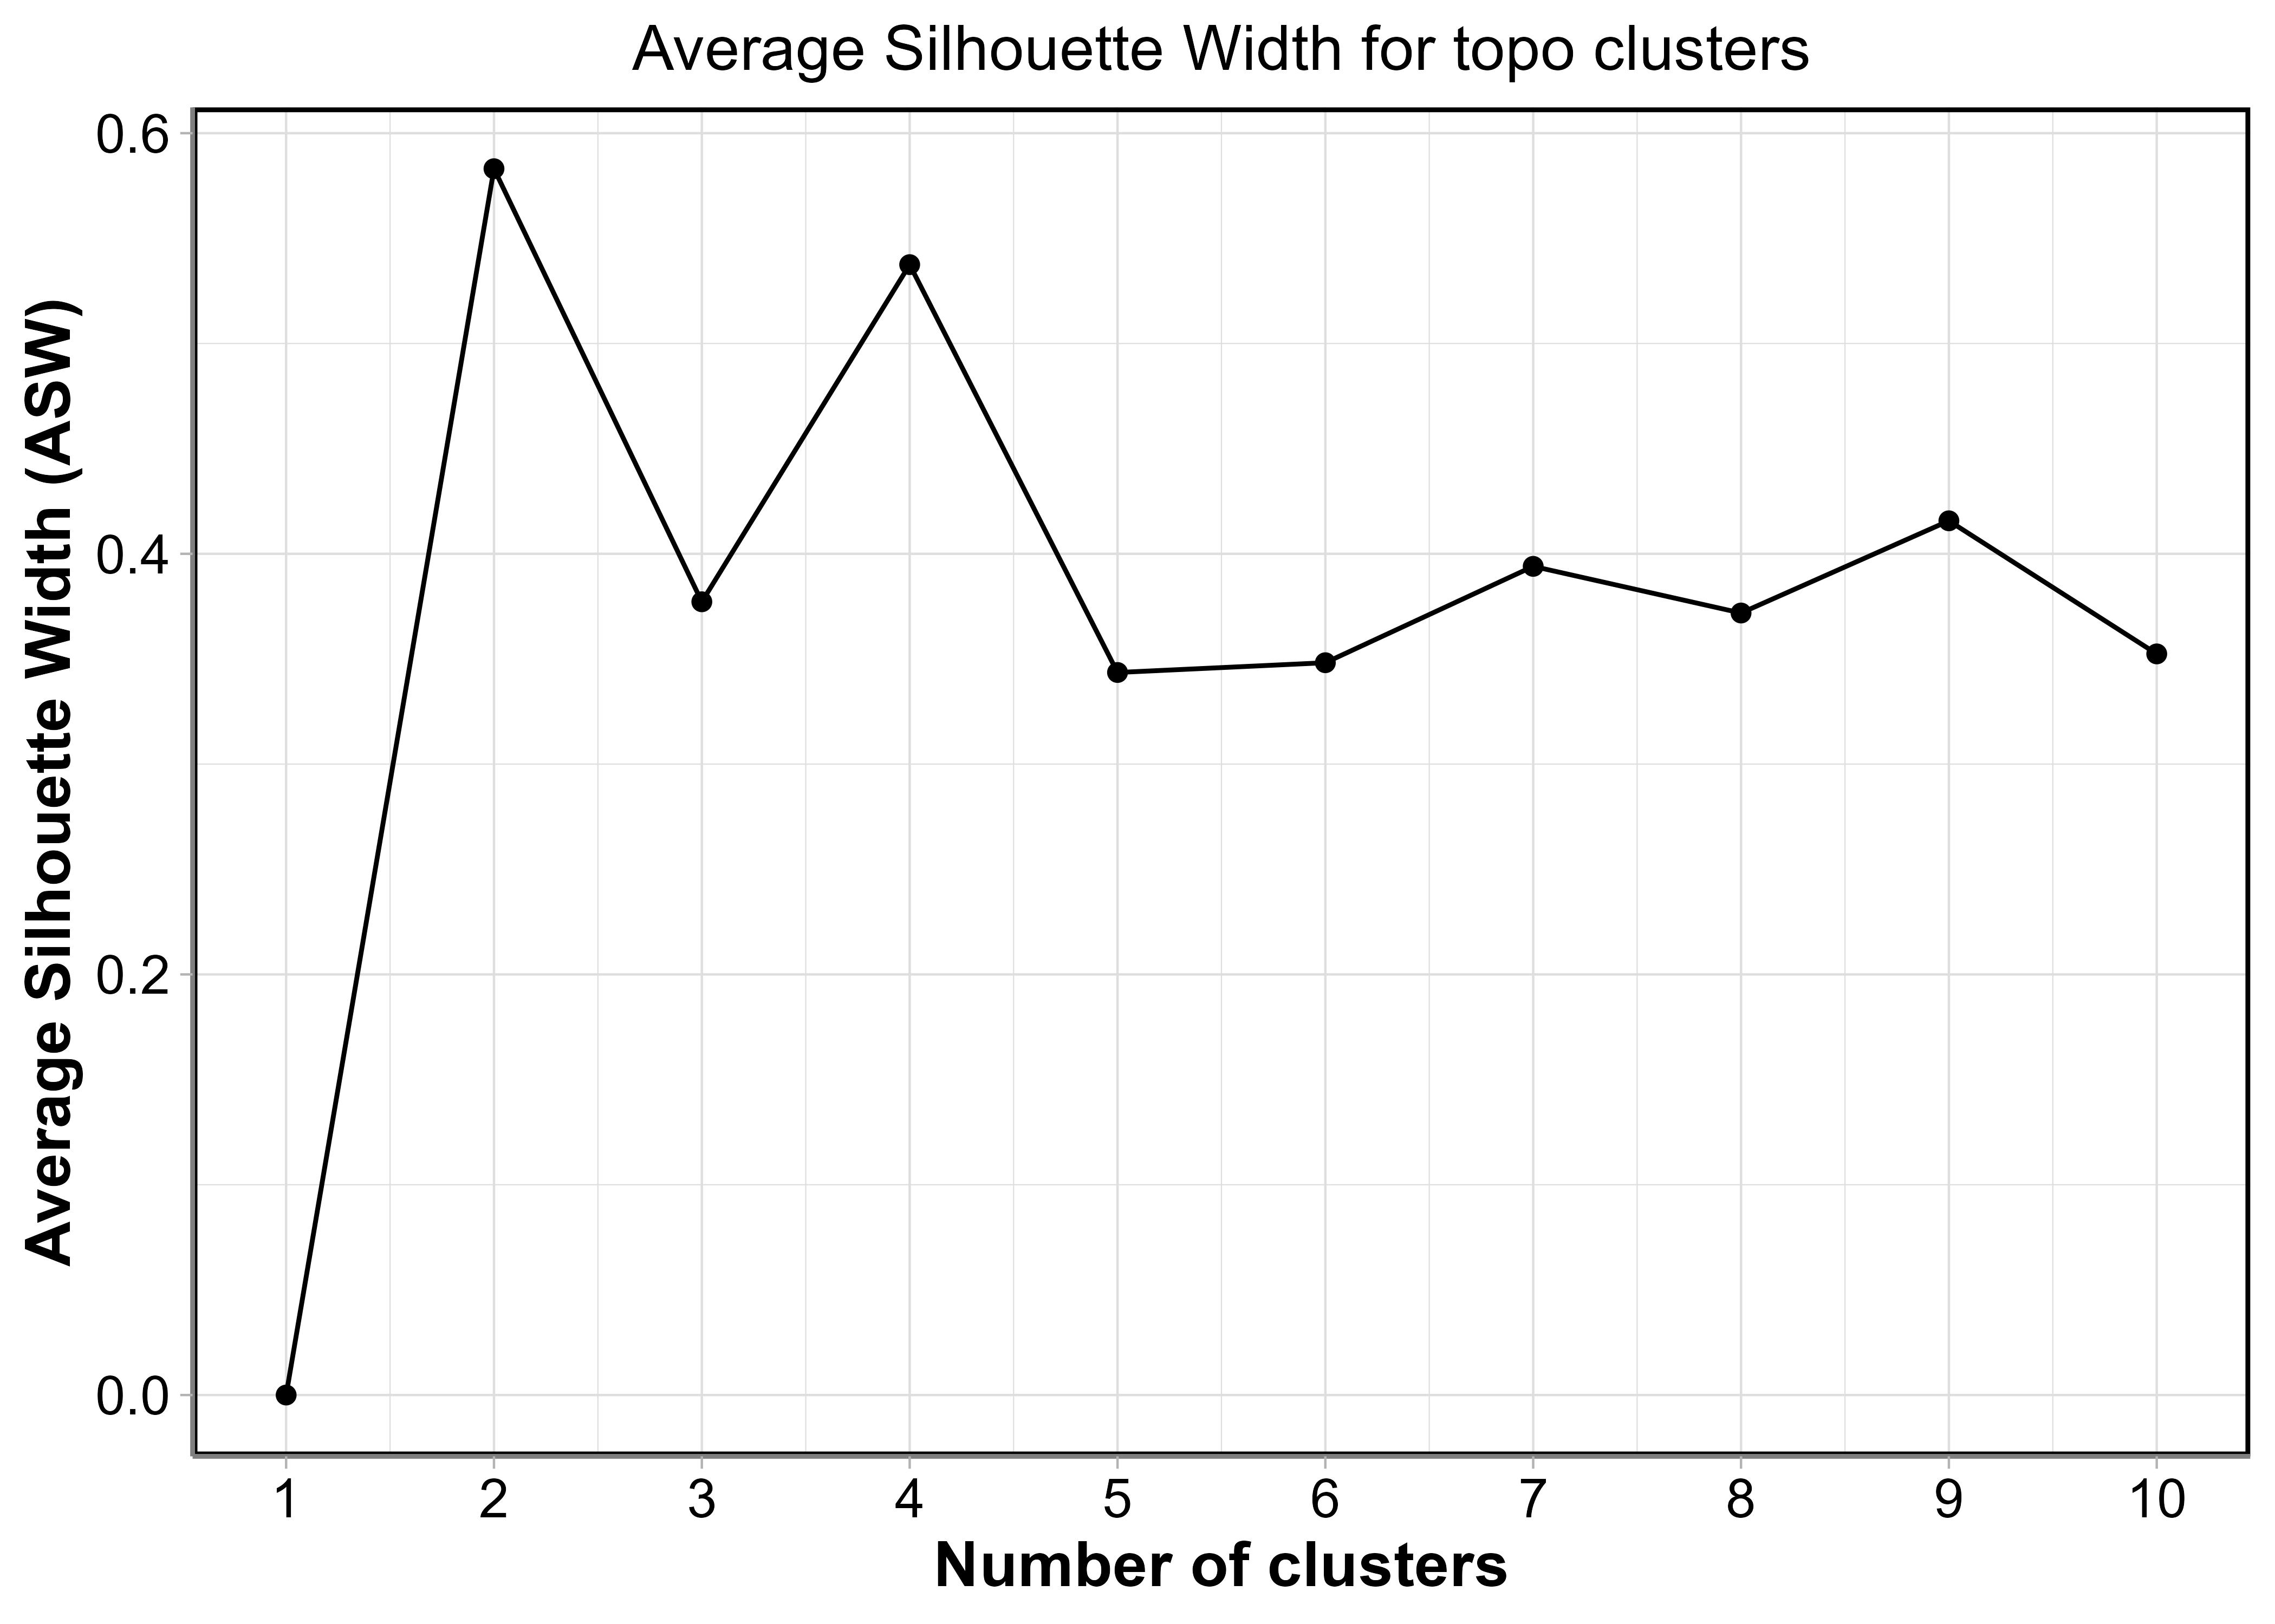 Average Silhouette Width for topo clusters
Average Silhouette Width (ASW)
0.6
0.4
0.2
0.0
1 2 3 4 5 6 7 8 9 10
Number of clusters